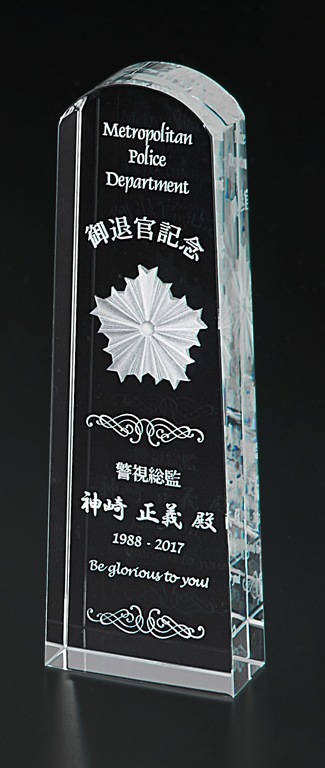 Metropolitan
Police
Department
御退官記念
警視総監
神崎 正義 殿
1988 - 2017
Be glorious to you!